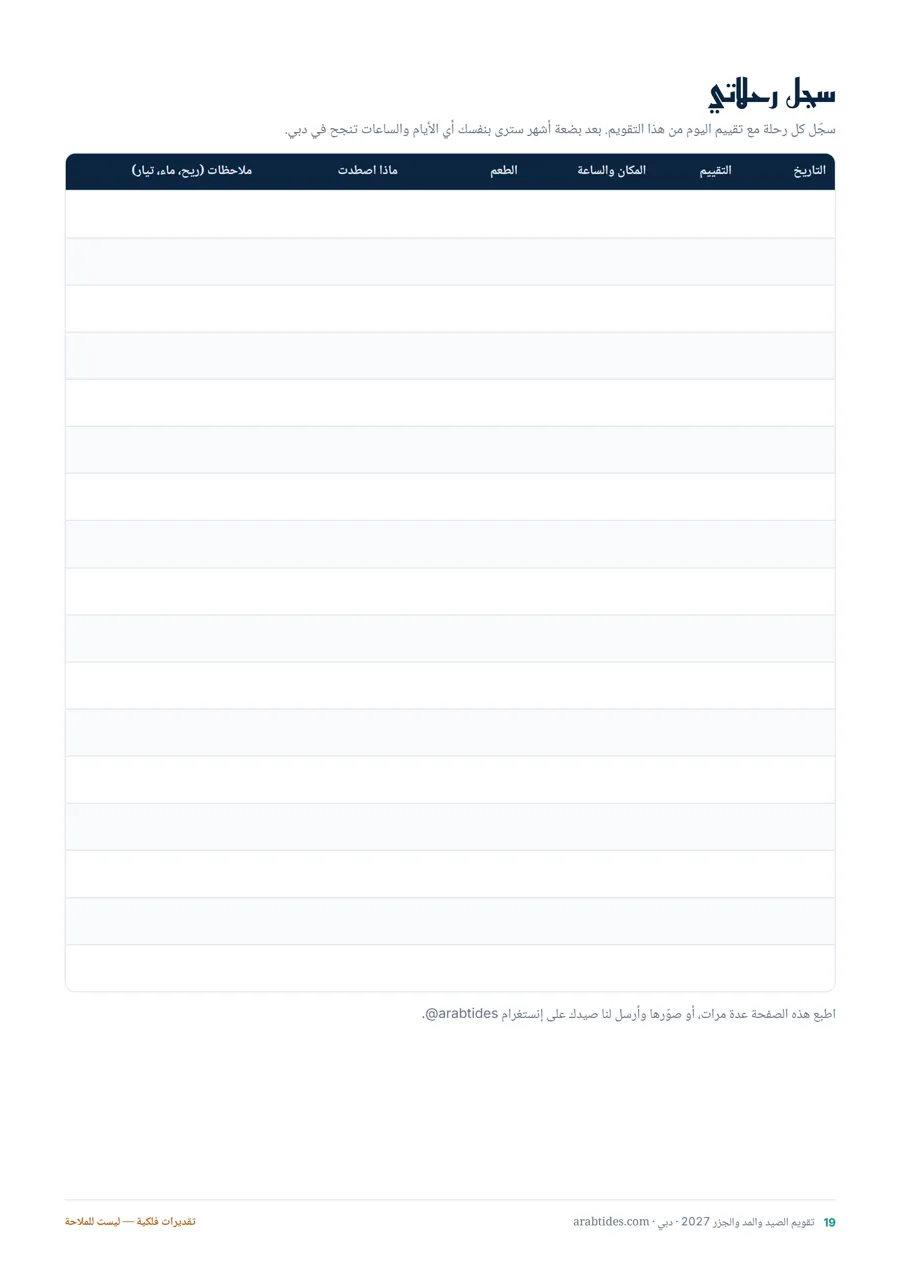 سجل رحلاتي
سجّل كل رحلة مع تقييم اليوم من هذا التقويم. بعد بضعة أشهر سترى بنفسك أي الأيام والساعات تنجح في دبي.
التاريخ التقييم المكان والساعة الطعم ماذا اصطدت ملاحظات (ريح، ماء، تيار)
اطبع هذه الصفحة عدة مرات، أو صوّرها وأرسل لنا صيدك على إنستغرام @arabtides.
19 تقويم الصيد والمد والجزر 2027 · دبي · arabtides.com
تقديرات فلكية — ليست للملاحة